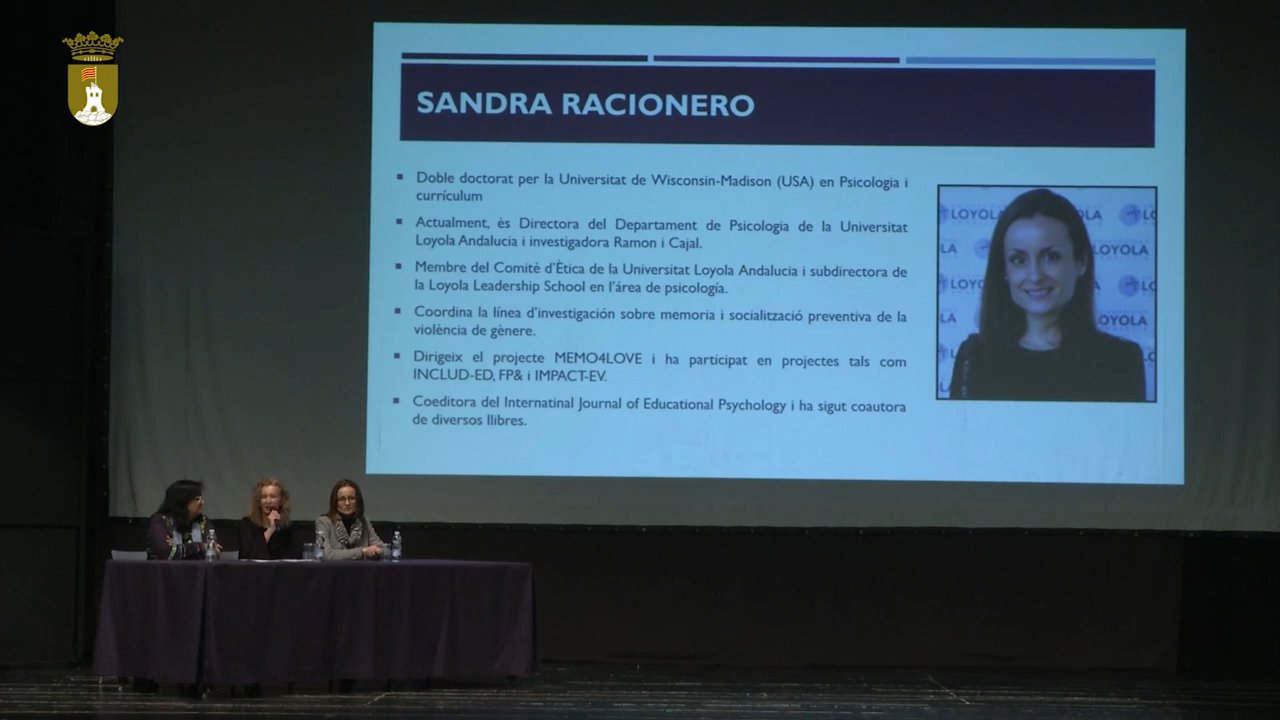 SANDRA RACIONERO
Doble doctorat per la Universitat de Wisconsin-Madison (USA) en Psicologia i
currículum
Actualment, és Directora del Departament de Psicologia de la Universitat
Loyola Andalucia i investigadora Ramon i Cajal.
Membre del Comité d'Ètica de la Universitat Loyola Andalucia i subdirectora de
la Loyola Leadership School en l'área de psicología.
Coordina la línea d'investigación sobre memoria i socialització preventiva de la
violència de gènere.
Dirigeix el projecte MEMO4LOVE i ha participat en projectes tals com
INCLUD-ED, FP& i IMPACT-EV.
Coeditora del Internatinal Journal of Educational Psychology i ha sigut coautora
de diversos llibres.
LOYOLA
LOYOLA